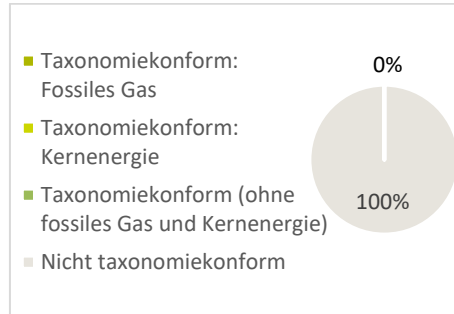 Taxonomiekonform:
Fossiles Gas
Taxonomiekonform:
Kernenergie
Taxonomiekonform (ohne
fossiles Gas und Kernenergie)
Nicht taxonomiekonform
0%
100%